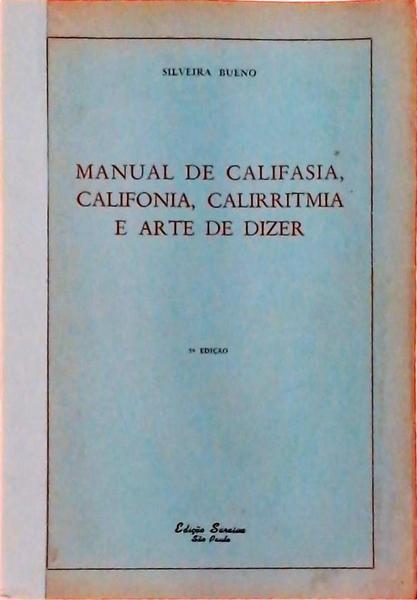 SILVEIRA BUENO
MANUAL DE CALIFASIA,
CALIFONIA, CALIRRITMIA
E ARTE DE DIZER
5ª EDIÇÃO
Edição Saraiva
São Paulo